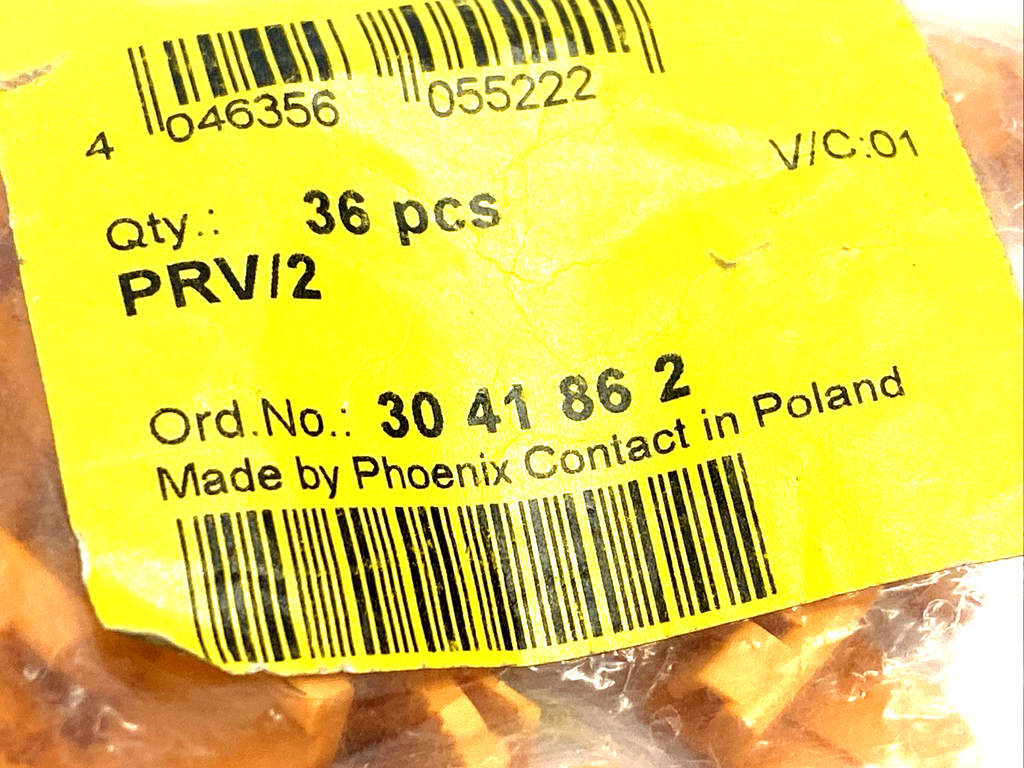 4 046356 055222
V/C:01
Qty.: 36 pcs
PRV/2
Ord.No.: 30 41 86 2
Made by Phoenix Contact in Poland